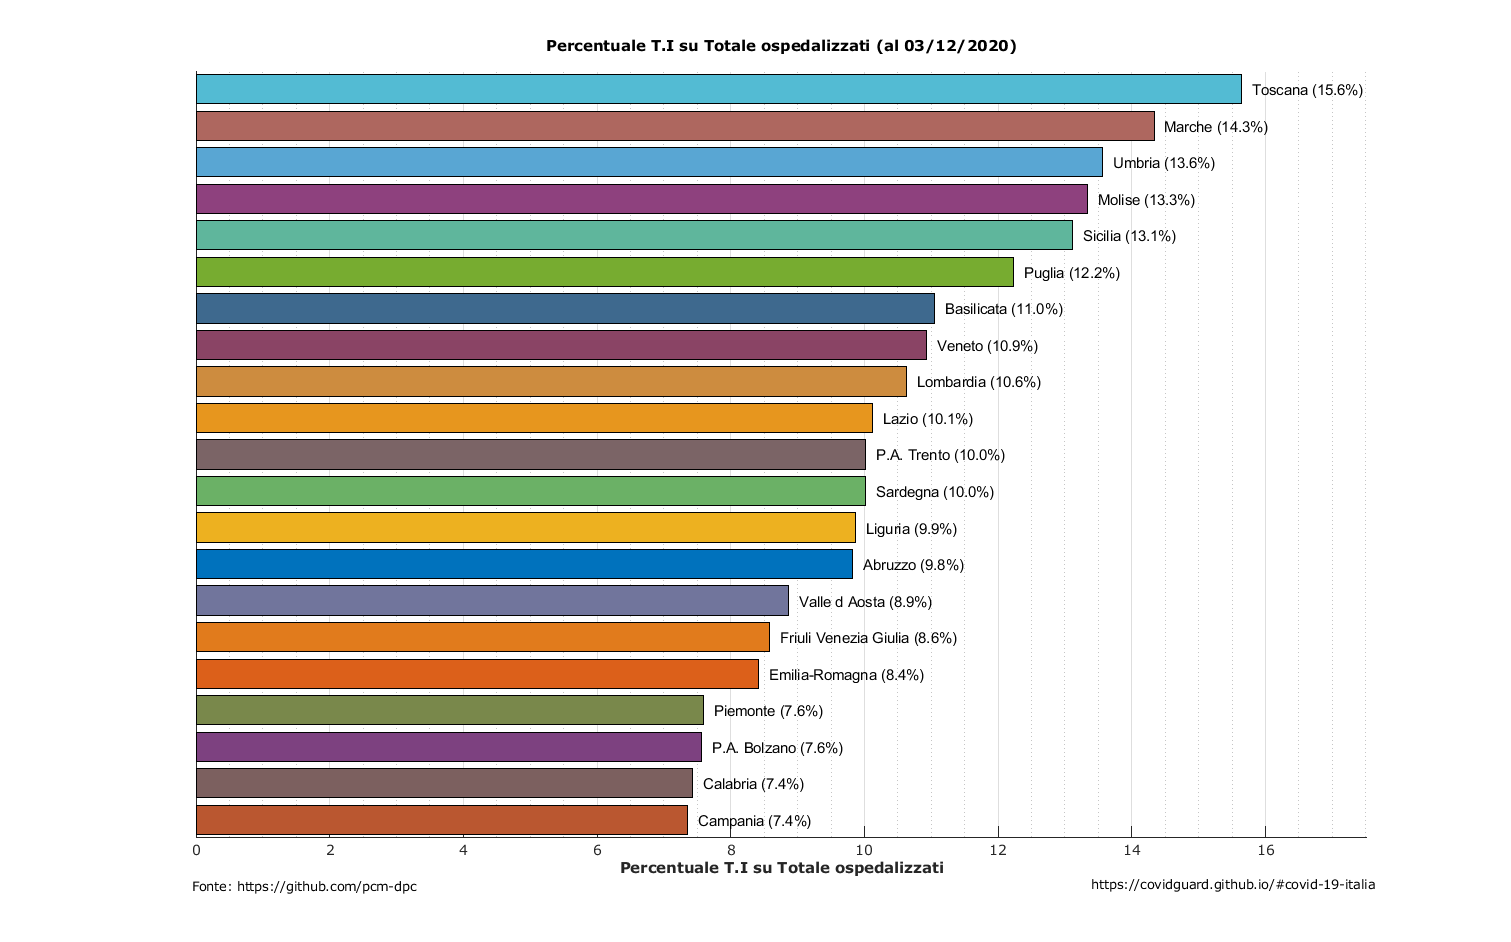 Percentuale T.I su Totale ospedalizzati (al 03/12/2020)
Toscana (15.6%)
Marche (14.3%)
Umbria (13.6%)
Molise (13.3%)
Sicilia (13.1%)
Puglia (12.2%)
Basilicata (11.0%)
Veneto (10.9%)
Lombardia (10.6%)
Lazio (10.1%)
P.A. Trento (10.0%)
Sardegna (10.0%)
Liguria (9.9%)
Abruzzo (9.8%)
Valle d Aosta (8.9%)
Friuli Venezia Giulia (8.6%)
Emilia-Romagna (8.4%)
Piemonte (7.6%)
P.A. Bolzano (7.6%)
Calabria (7.4%)
Campania (7.4%)
0 2 4 6 8 10 12 14 16
Percentuale T.I su Totale ospedalizzati
Fonte: https://github.com/pcm-dpc
https://covidguard.github.io/#covid-19-italia